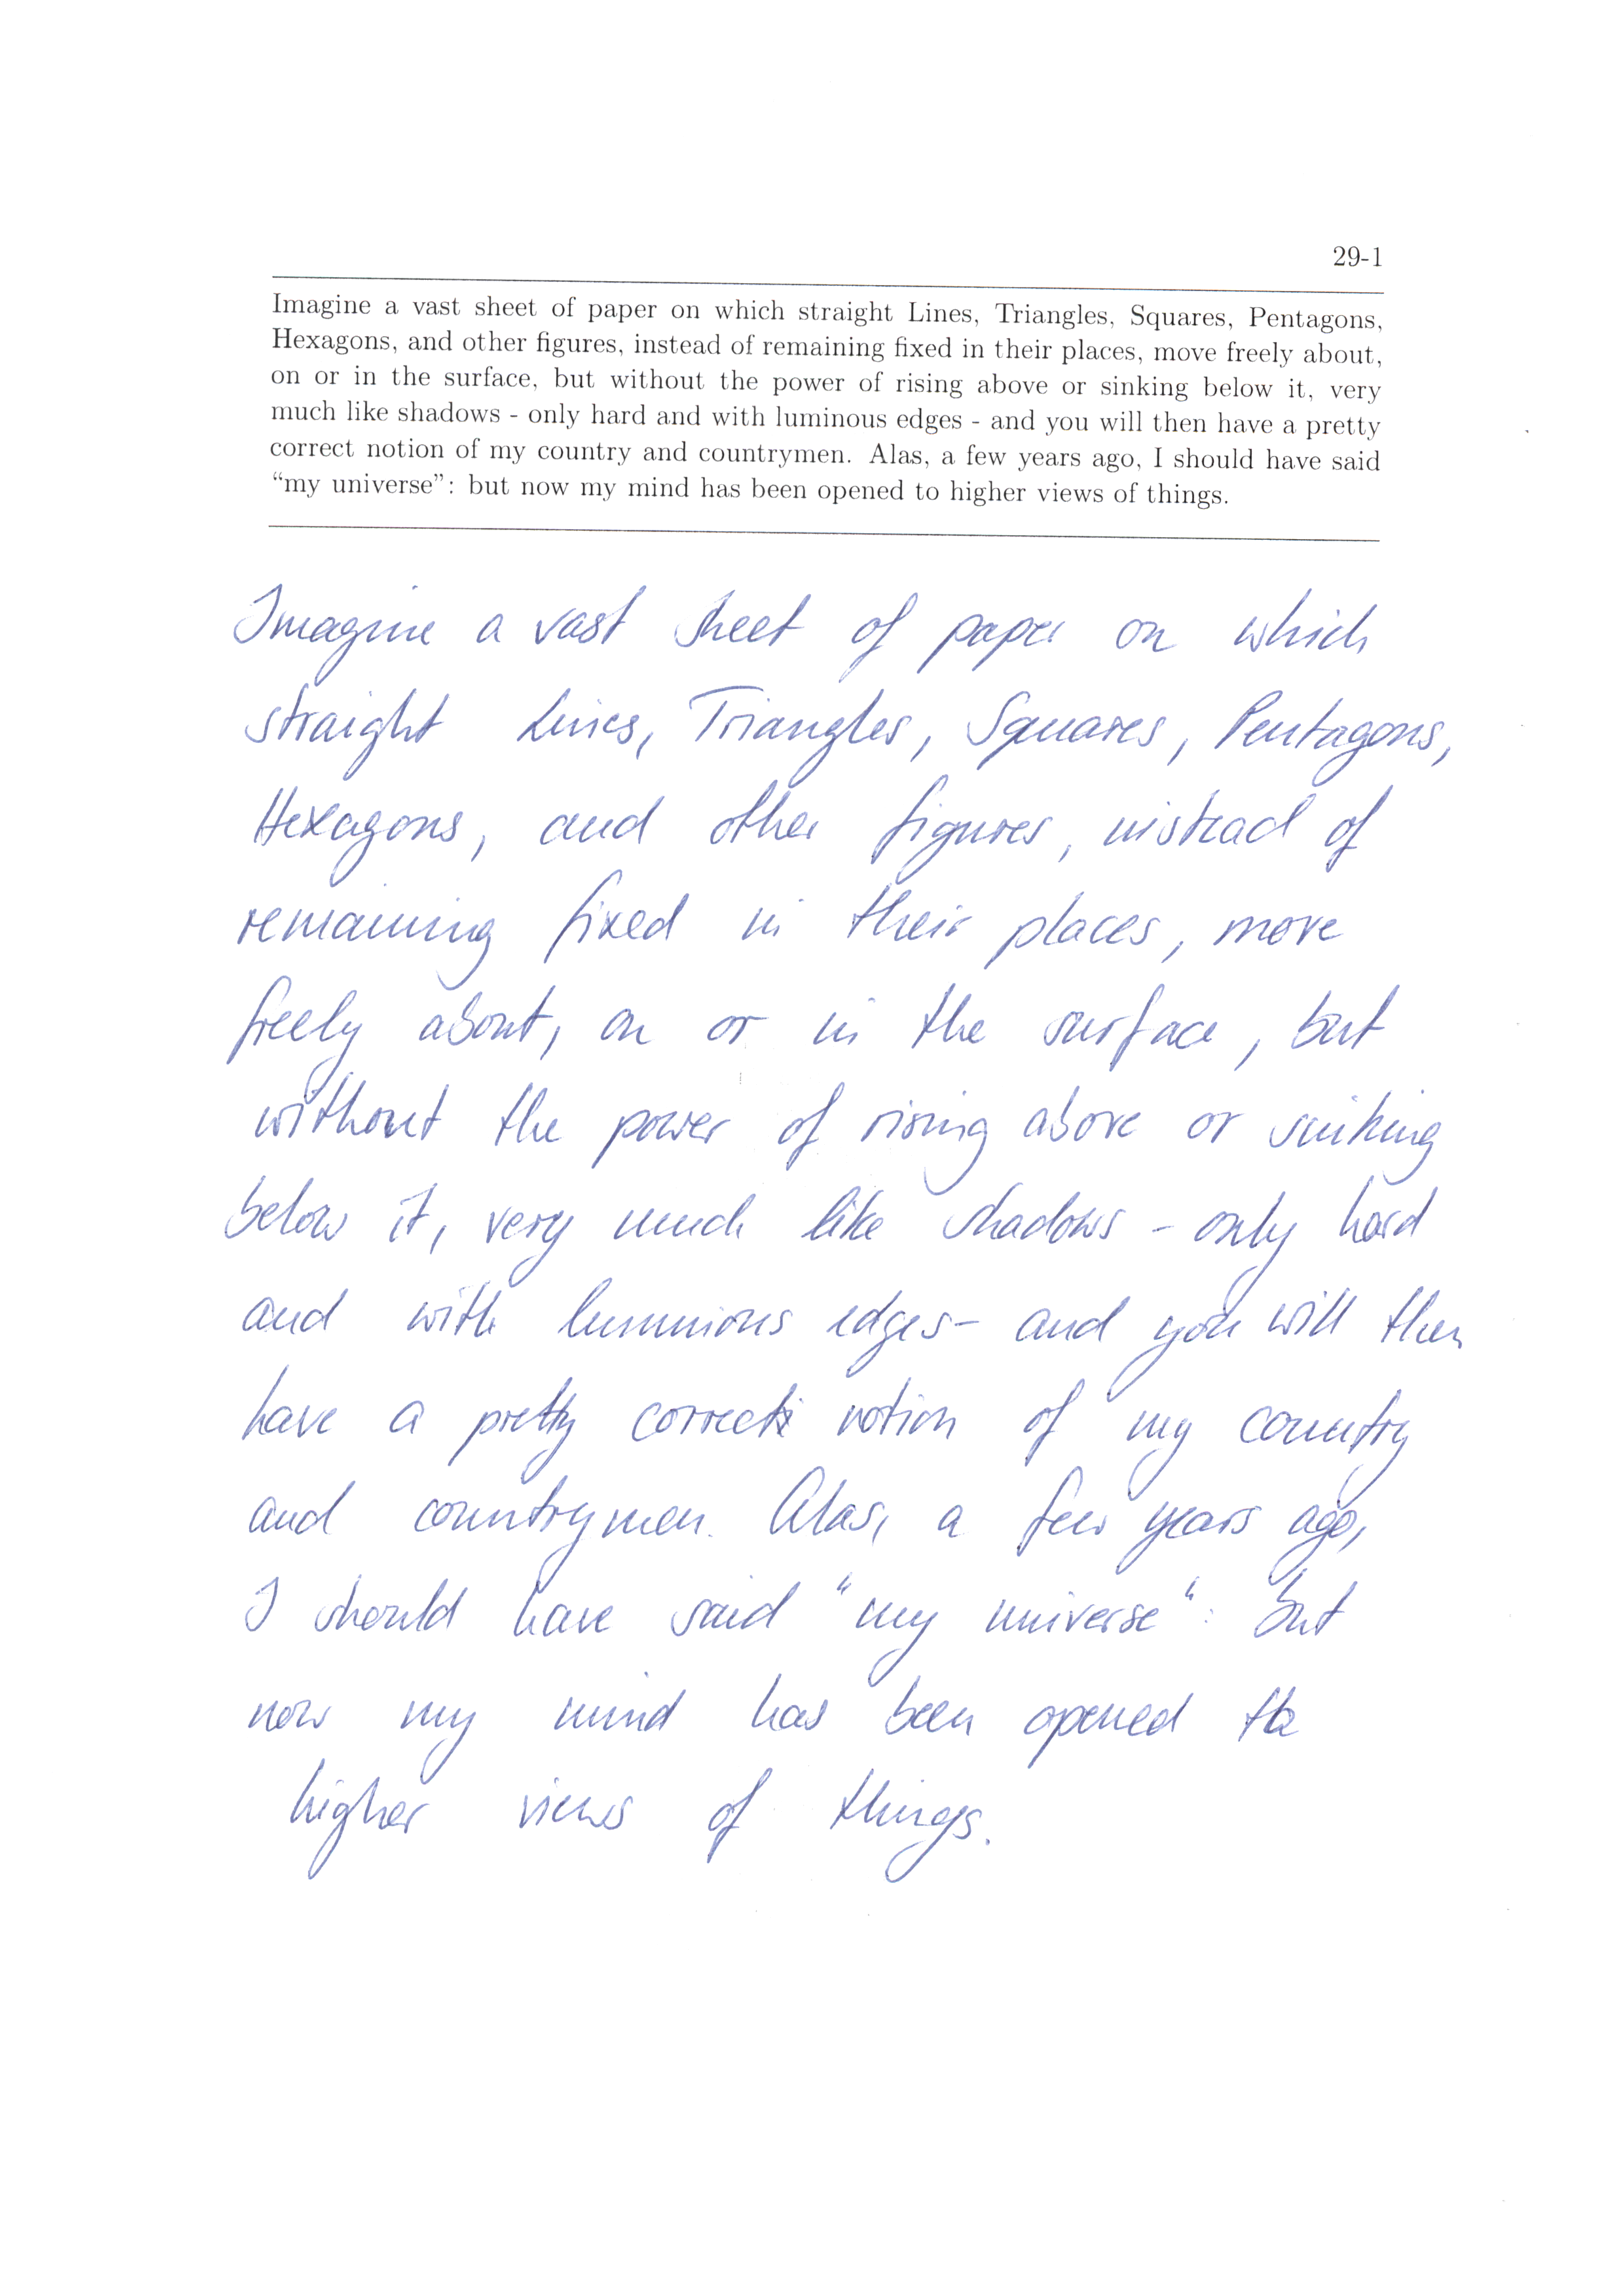 29-1
Imagine a vast sheet of paper on which straight Lines, Triangles, Squares, Pentagons,
Hexagons, and other figures, instead of remaining fixed in their places, move freely about,
on or in the surface, but without the power of rising above or sinking below it, very
much like shadows - only hard and with luminous edges - and you will then have a pretty
correct notion of my country and countrymen. Alas, a few years ago, I should have said
“my universe”: but now my mind has been opened to higher views of things.
Imagine a vast sheet of paper on which
straight Lines, Triangles, Squares, Pentagons,
Hexagons, and other figures, instead of
remaining fixed in their places, move
freely about, on or in the surface, but
without the power of rising above or sinking
below it, very much like shadows - only hard
and with luminous edges - and you will then
have a pretty correct notion of my country
and countrymen. Alas, a few years ago,
I should have said "my universe": but
now my mind has been opened to
higher views of things.